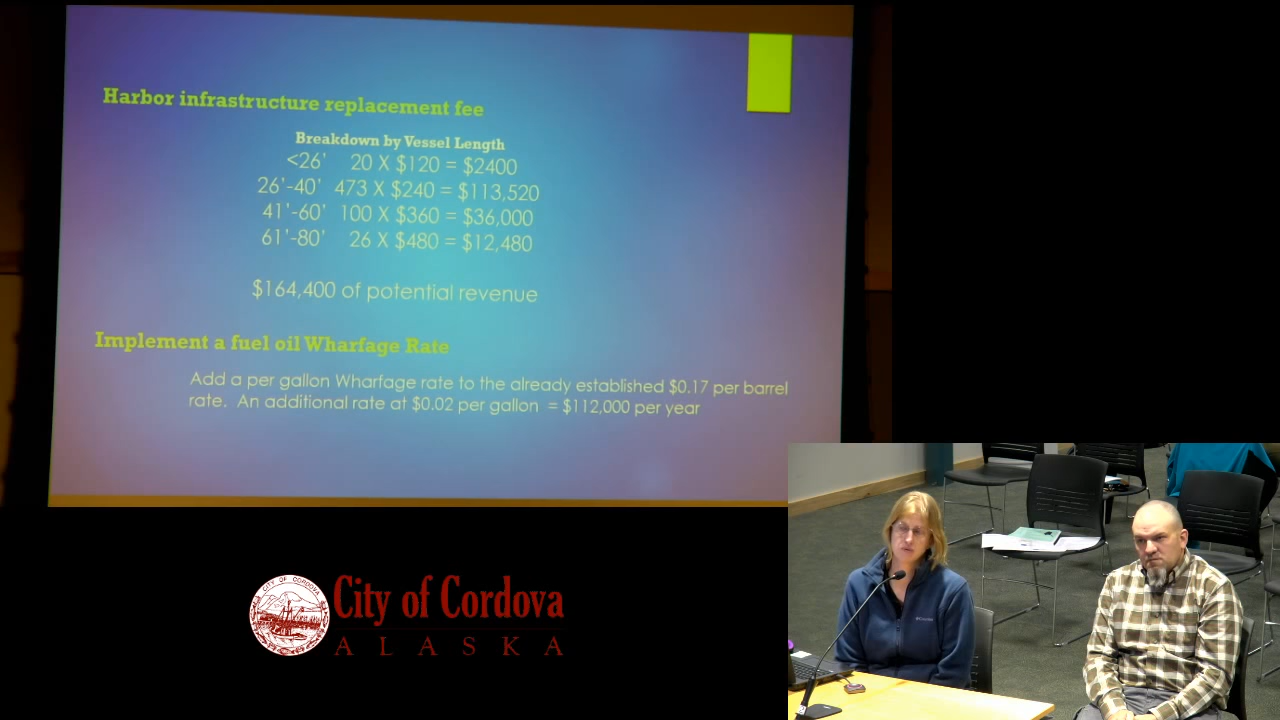 Harbor infrastructure replacement fee
Breakdown by Vessel Length
<26' 20 X $120 = $2400
26'-40' 473 X $240 = $113,520
41'-60' 100 X $360 = $36,000
61'-80' 26 X $480 = $12,480
$164,400 of potential revenue
Implement a fuel oil Wharfage Rate
Add a per gallon Wharfage rate to the already established $0.17 per barrel
rate. An additional rate at $0.02 per gallon = $112,000 per year
CITY OF CORDOVA
City of Cordova
ALASKA